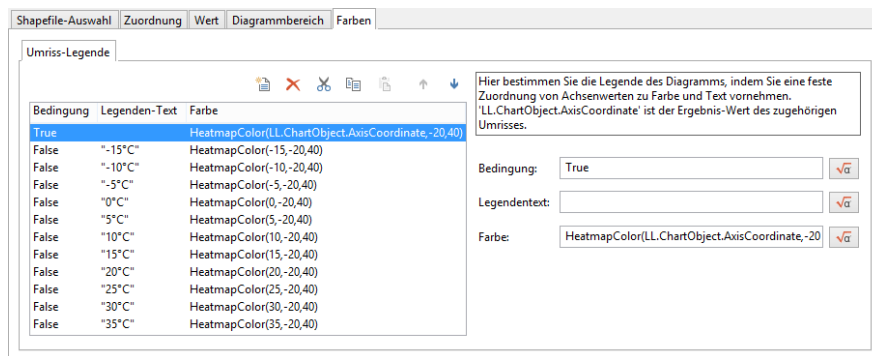 Shapefile-Auswahl Zuordnung Wert Diagrammbereich Farben
Umriss-Legende
Hier bestimmen Sie die Legende des Diagramms, indem Sie eine feste
Zuordnung von Achsenwerten zu Farbe und Text vornehmen.
'LL.ChartObject.AxisCoordinate' ist der Ergebnis-Wert des zugehörigen
Umrisses.
Bedingung Legenden-Text Farbe
True HeatmapColor(LL.ChartObject.AxisCoordinate,-20,40)
False "-15°C" HeatmapColor(-15,-20,40)
False "-10°C" HeatmapColor(-10,-20,40)
False "-5°C" HeatmapColor(-5,-20,40)
False "0°C" HeatmapColor(0,-20,40)
False "5°C" HeatmapColor(5,-20,40)
False "10°C" HeatmapColor(10,-20,40)
False "15°C" HeatmapColor(15,-20,40)
False "20°C" HeatmapColor(20,-20,40)
False "25°C" HeatmapColor(25,-20,40)
False "30°C" HeatmapColor(30,-20,40)
False "35°C" HeatmapColor(35,-20,40)
Bedingung: True √α
Legendentext: √α
Farbe: HeatmapColor(LL.ChartObject.AxisCoordinate,-20 √α